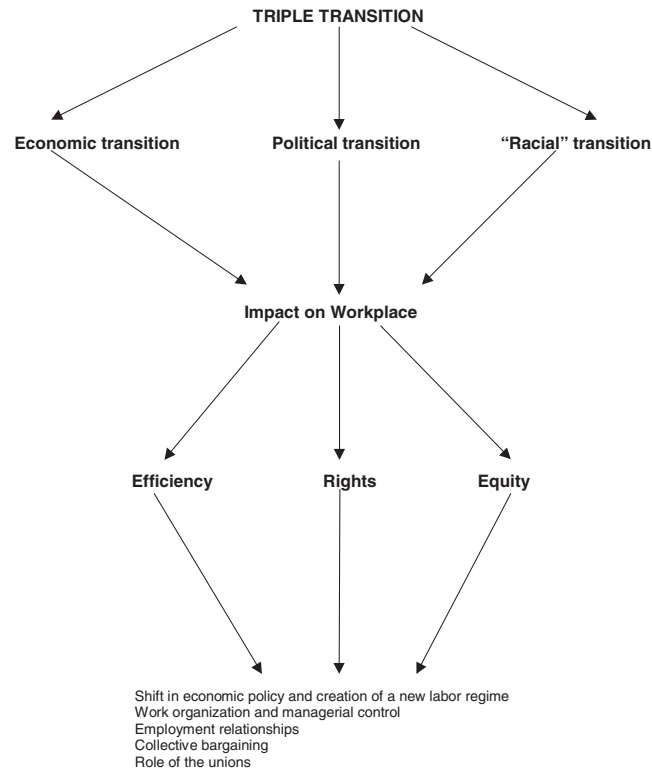 TRIPLE TRANSITION
Economic transition
Political transition
“Racial” transition
Impact on Workplace
Efficiency
Rights
Equity
Shift in economic policy and creation of a new labor regime
Work organization and managerial control
Employment relationships
Collective bargaining
Role of the unions